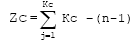 Zc = ∑_{j=1}^{Kc} Kc − (n−1)